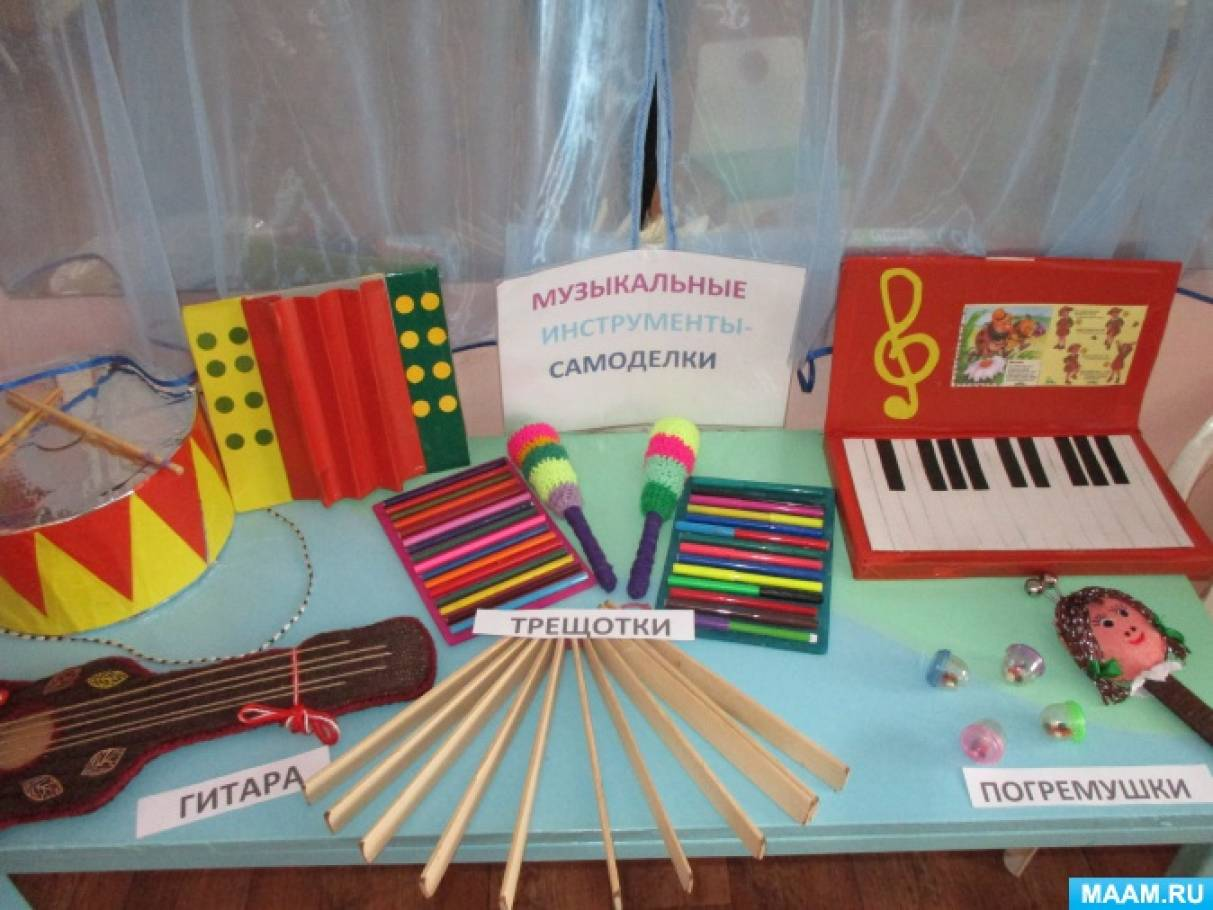 МУЗЫКАЛЬНЫЕ
ИНСТРУМЕНТЫ-
САМОДЕЛКИ
ТРЕЩОТКИ
ГИТАРА
ПОГРЕМУШКИ
MAAM.RU